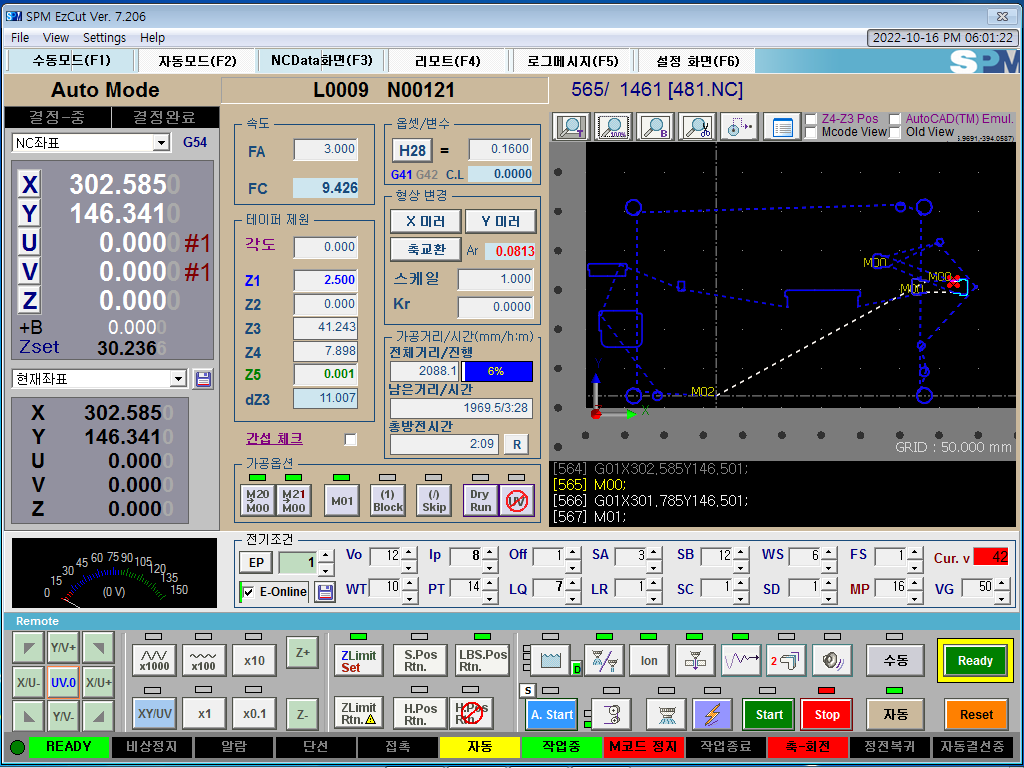 SPM EzCut Ver. 7.206
File View Settings Help
2022-10-16 PM 06:01:22
수동모드(F1) 자동모드(F2) NCData화면(F3) 리모트(F4) 로그메시지(F5) 설정 화면(F6)
SPM
Auto Mode
L0009 N00121
565/ 1461 [481.NC]
결정-중 결정완료
NC좌표 G54
X 302.5850
Y 146.3410
U 0.0000 #1
V 0.0000 #1
Z 0.0000
+B 0.0000
Zset 30.2366
현재좌표
X 302.5850
Y 146.3410
U 0.0000
V 0.0000
Z 0.0000
속도
FA 3.000
FC 9.426
테이퍼 제원
각도 0.000
Z1 2.500
Z2 0.000
Z3 41.243
Z4 7.898
Z5 0.001
dZ3 11.007
간섭 체크
옵셋/변수
H28 = 0.1600
G41 G42 C.L 0.0000
형상 변경
X 미러 Y 미러
축교환 Ar 0.0813
스케일 1.000
Kr 0.0000
가공거리/시간(mm/h:m)
전체거리/진행
2088.1 6%
남은거리/시간
1969.5/3:28
총방전시간
2:09 R
가공옵션
M20 M00 M21 M00 M01 (1) Block (/) Skip Dry Run UV
T 100% B
Z4-Z3 Pos AutoCAD(TM) Emul.
Mcode View Old View
M00
M00
M00
M02
X
GRID : 50.000 mm
[564] G01X302,585Y146,501;
[565] M00;
[566] G01X301,785Y146,501;
[567] M01;
0 15 30 45 60 75 90 105 120 135 150
(0 V)
전기조건
EP 1
E-Online
Vo 12 Ip 8 Off 1 SA 3 SB 12 WS 6 FS 1 Cur. v 42
WT 10 PT 14 LQ 7 LR 1 SC 1 SD 1 MP 16 VG 50
Remote
Y/V+
X/U- UV.0 X/U+
Y/V-
x1000 x100 x10 Z+
XY/UV x1 x0.1 Z-
ZLimit Set S.Pos Rtn. LBS.Pos Rtn.
ZLimit Rtn. H.Pos Rtn. H.Pos Rtn.
D Ion 2 수동 Ready
S A. Start Start Stop 자동 Reset
READY 비상정지 알람 단선 접촉 자동 작업중 M코드 정지 작업종료 축-회전 정전복귀 자동결선중